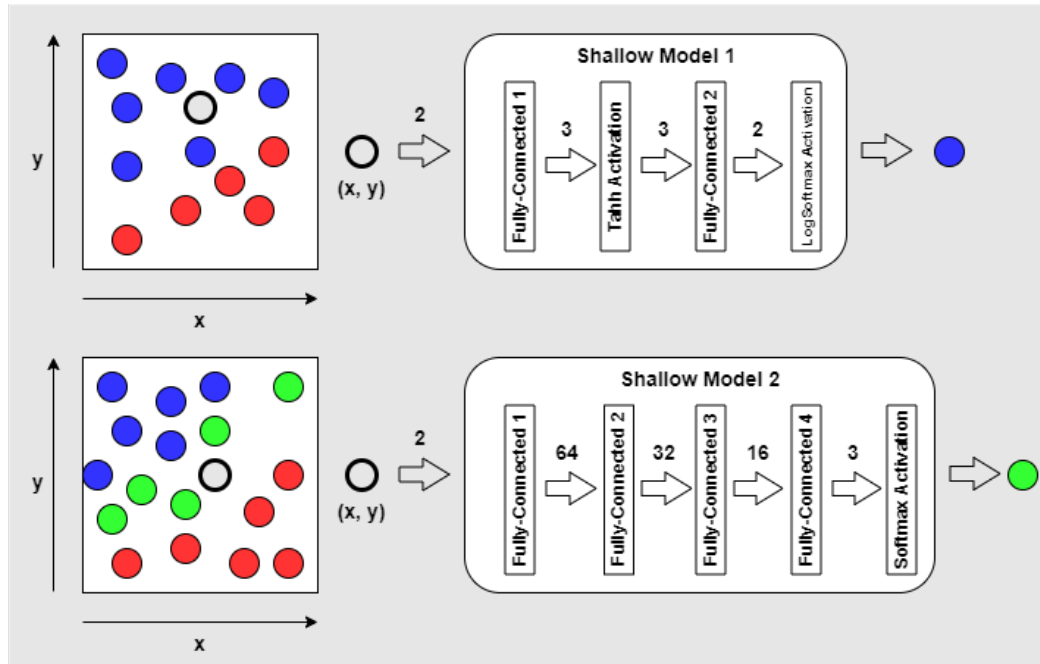 Shallow Model 1
y
2
(x, y)
Fully-Connected 1
3
Tahh Activation
3
Fully-Connected 2
2
LogSoftmax Activation
x
Shallow Model 2
y
2
(x, y)
Fully-Connected 1
64
Fully-Connected 2
32
Fully-Connected 3
16
Fully-Connected 4
3
Softmax Activation
x